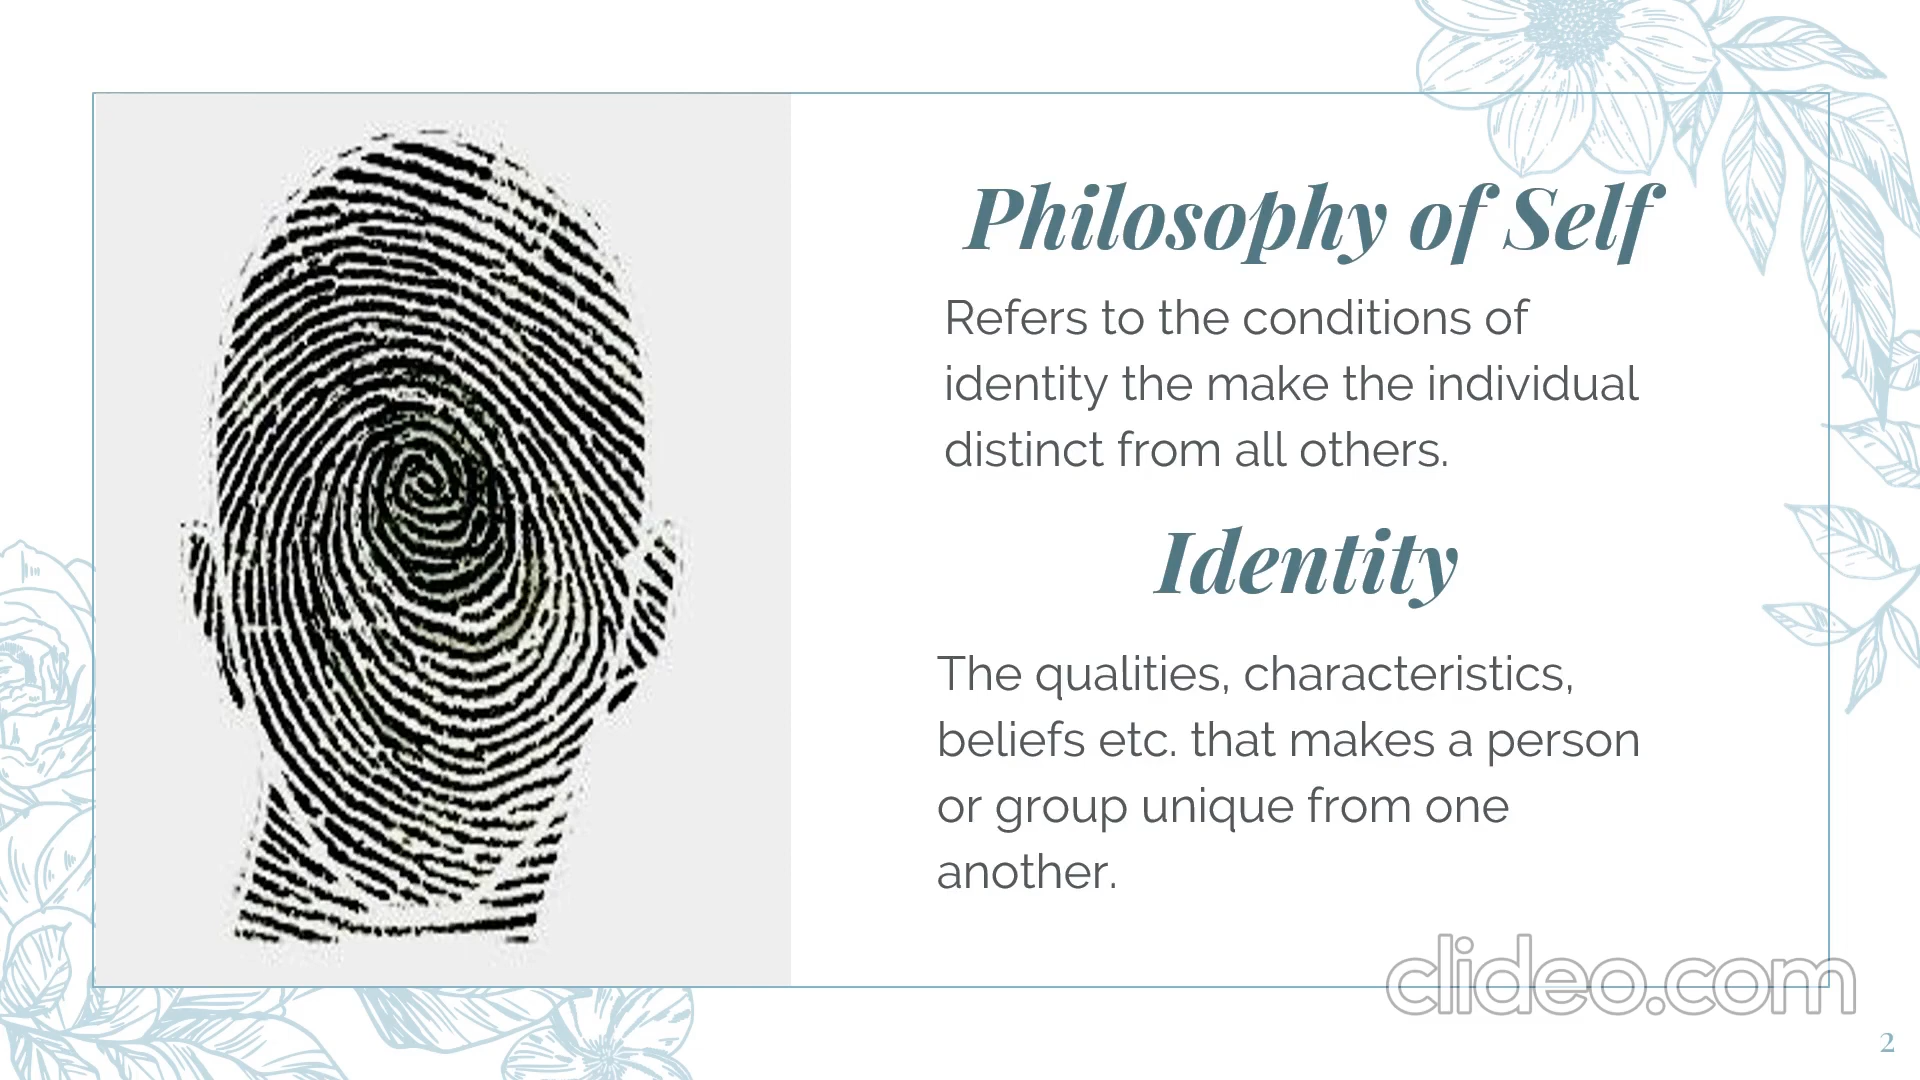 Philosophy of Self
Refers to the conditions of
identity the make the individual
distinct from all others.
Identity
The qualities, characteristics,
beliefs etc. that makes a person
or group unique from one
another.
clideo.com
2